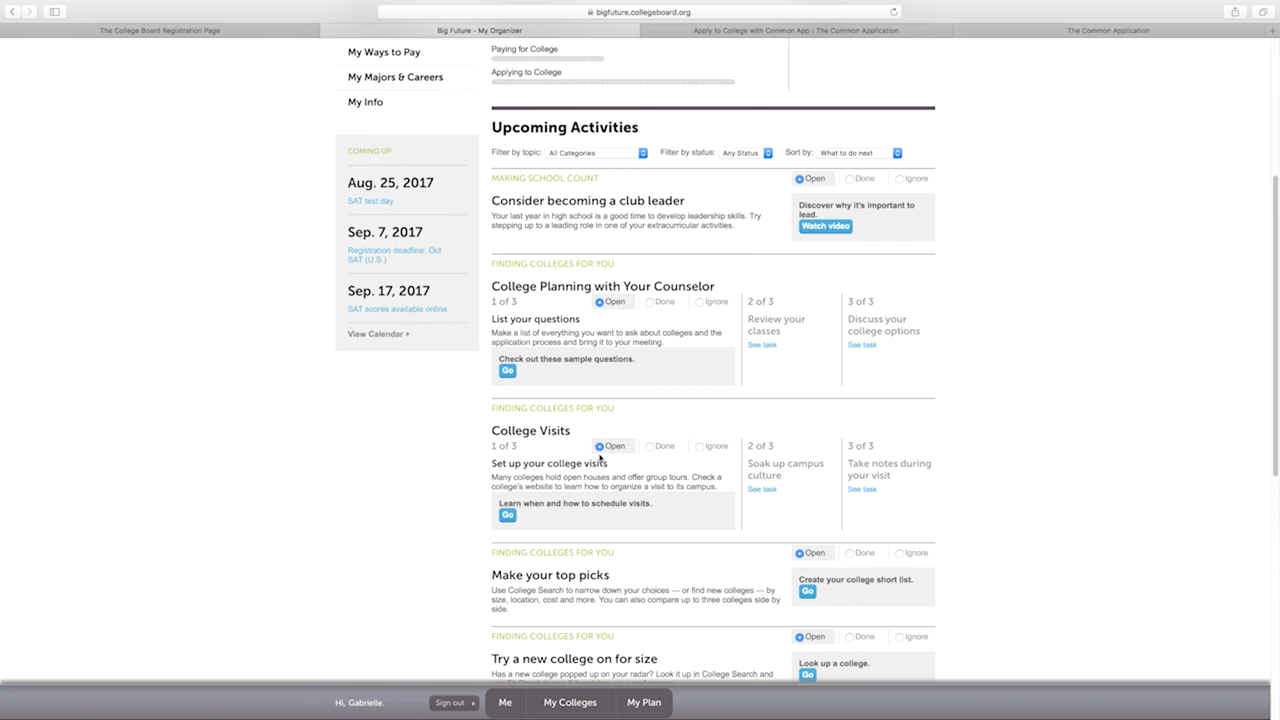 bigfuture.collegeboard.org
The College Board Registration Page
Big Future - My Organizer
Apply to College with Common App | The Common Application
The Common Application
My Ways to Pay
My Majors & Careers
My Info
COMING UP
Aug. 25, 2017
SAT test day
Sep. 7, 2017
Registration deadline: Oct
SAT (U.S.)
Sep. 17, 2017
SAT scores available online
View Calendar
Paying for College
Applying to College
Upcoming Activities
Filter by topic: All Categories Filter by status: Any Status Sort by: What to do next
MAKING SCHOOL COUNT Open Done Ignore
Consider becoming a club leader
Your last year in high school is a good time to develop leadership skills. Try
stepping up to a leading role in one of your extracurricular activities.
Discover why it's important to
lead.
Watch video
FINDING COLLEGES FOR YOU
College Planning with Your Counselor
1 of 3 Open Done Ignore
List your questions
Make a list of everything you want to ask about colleges and the
application process and bring it to your meeting.
Check out these sample questions.
Go
2 of 3
Review your
classes
See task
3 of 3
Discuss your
college options
See task
FINDING COLLEGES FOR YOU
College Visits
1 of 3 Open Done Ignore
Set up your college visits
Many colleges hold open houses and offer group tours. Check a
college's website to learn how to organize a visit to its campus.
Learn when and how to schedule visits.
Go
2 of 3
Soak up campus
culture
See task
3 of 3
Take notes during
your visit
See task
FINDING COLLEGES FOR YOU Open Done Ignore
Make your top picks
Use College Search to narrow down your choices — or find new colleges — by
size, location, cost and more. You can also compare up to three colleges side by
side.
Create your college short list.
Go
FINDING COLLEGES FOR YOU Open Done Ignore
Try a new college on for size
Has a new college popped up on your radar? Look it up in College Search and
Look up a college.
Go
Hi, Gabrielle. Sign out Me My Colleges My Plan